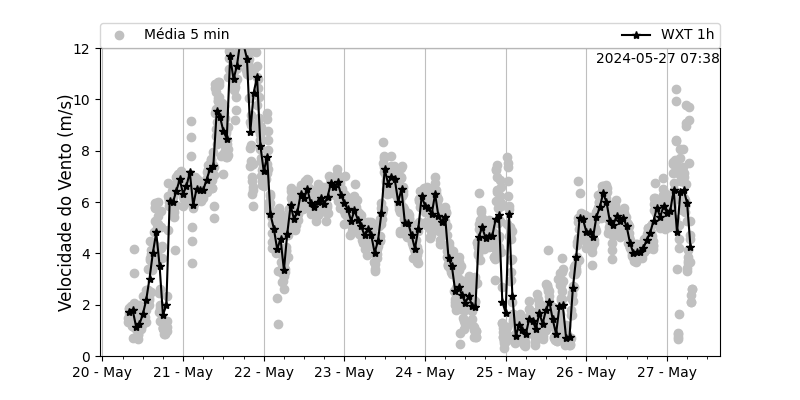 Média 5 min
WXT 1h
2024-05-27 07:38
Velocidade do Vento (m/s)
12
10
8
6
4
2
0
20 - May
21 - May
22 - May
23 - May
24 - May
25 - May
26 - May
27 - May